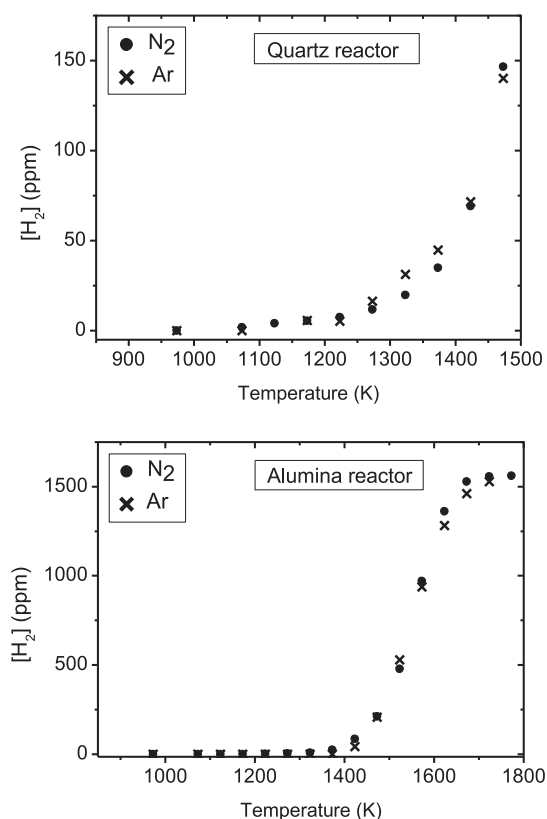 N2
Ar
Quartz reactor
150
100
50
0
[H2] (ppm)
900 1000 1100 1200 1300 1400 1500
Temperature (K)
N2
Ar
Alumina reactor
1500
1000
500
0
[H2] (ppm)
1000 1200 1400 1600 1800
Temperature (K)